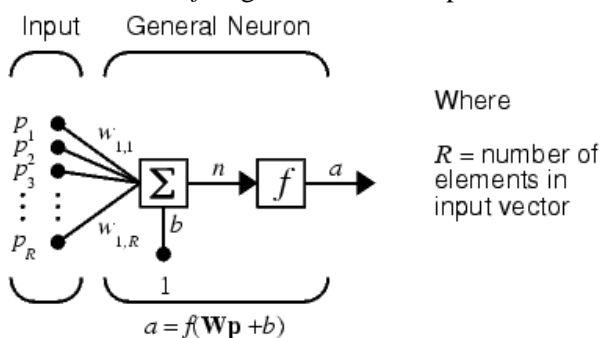 Input General Neuron
p1
p2
p3
pR
w1,1
w1,R
Σ
n
f
a
b
1
a = f(Wp +b)
Where
R = number of
elements in
input vector